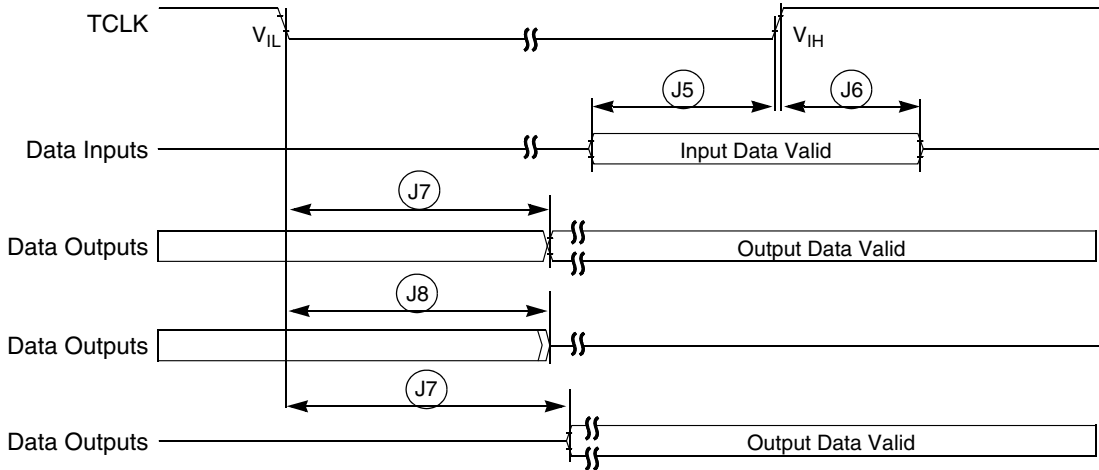 TCLK
VIL
VIH
J5
J6
Data Inputs
Input Data Valid
J7
Data Outputs
Output Data Valid
J8
Data Outputs
J7
Data Outputs
Output Data Valid